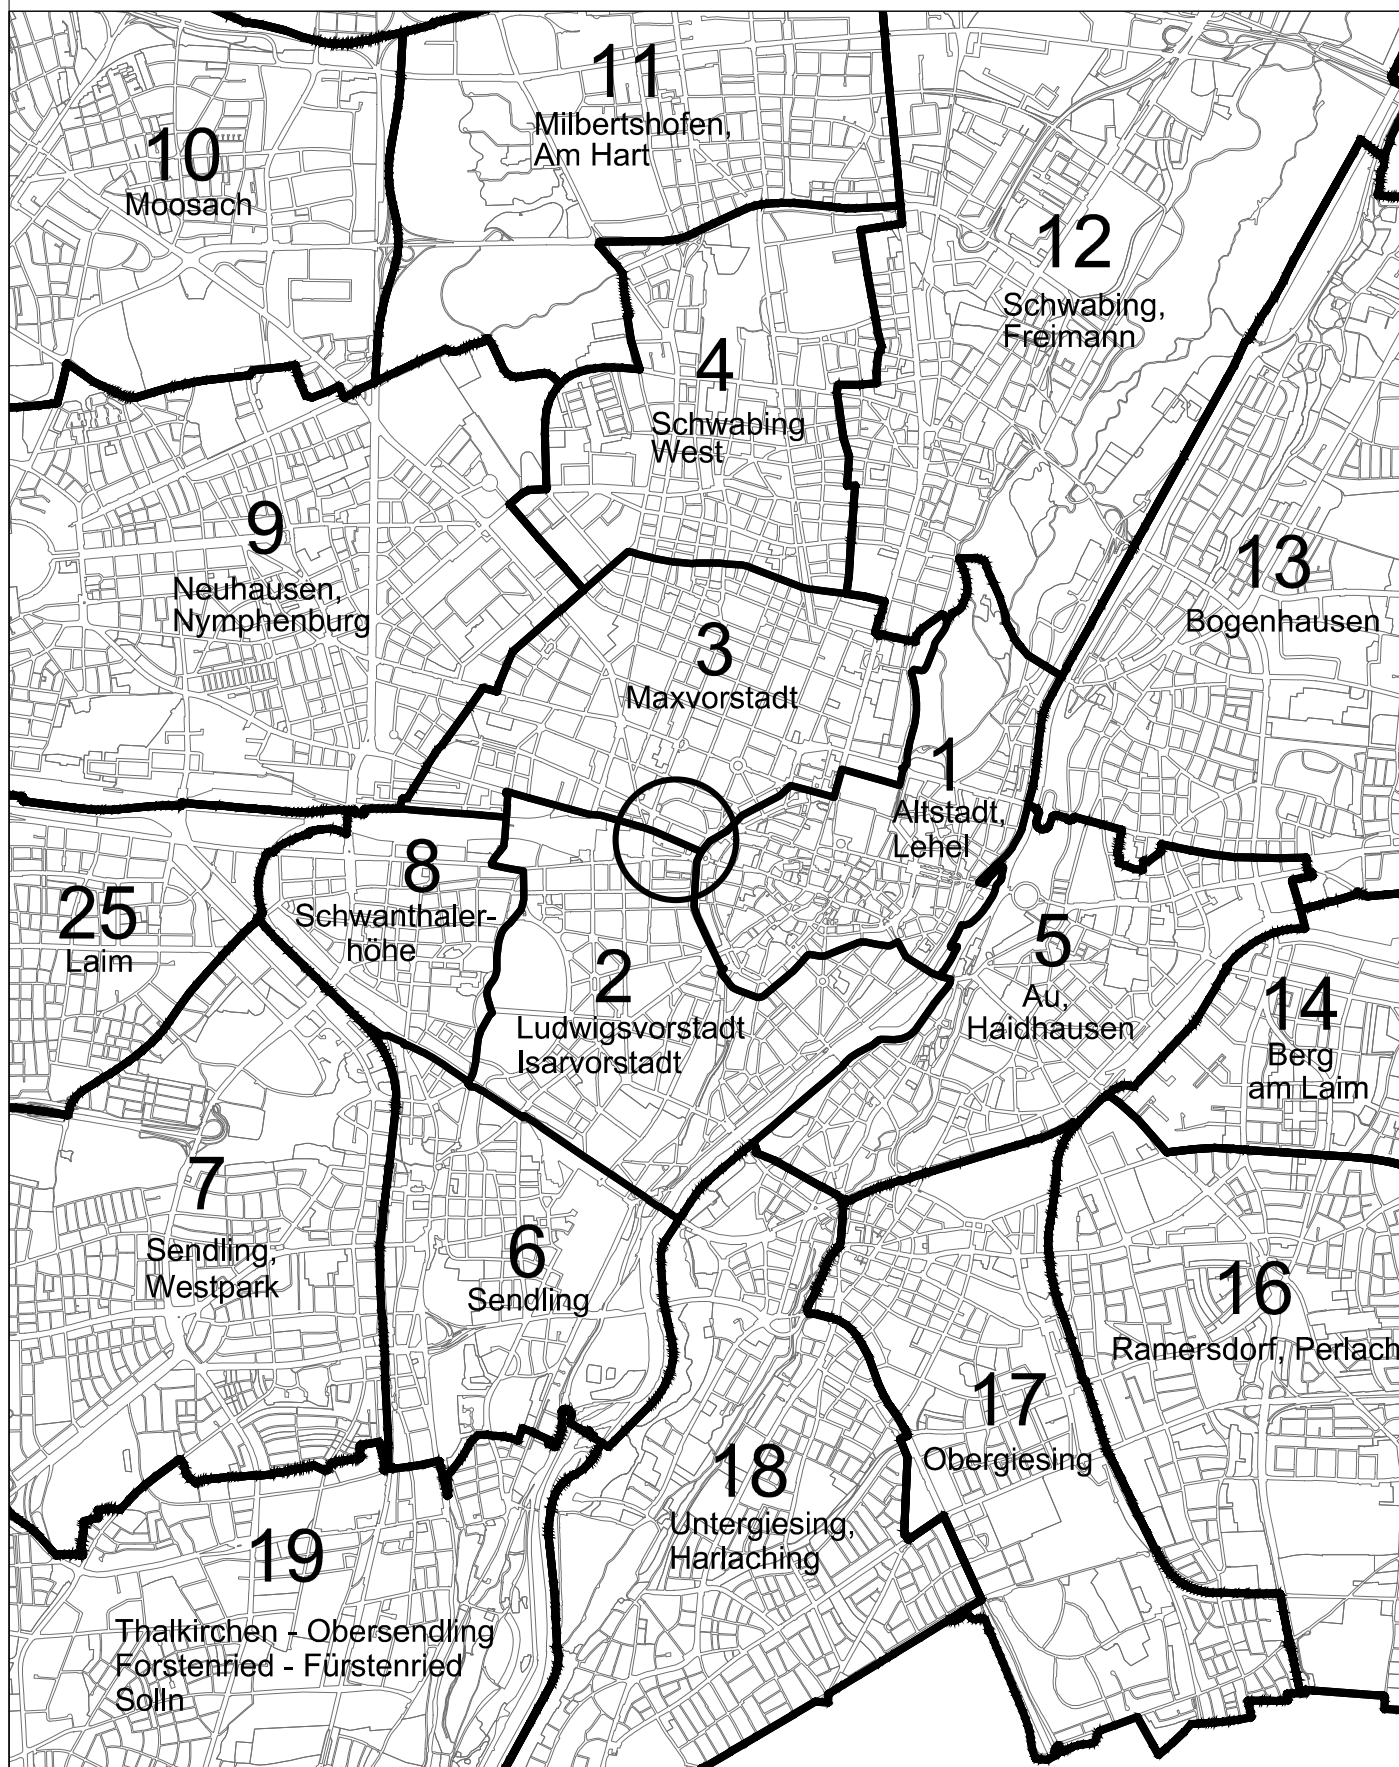 11
Milbertshofen,
Am Hart
10
Moosach
12
Schwabing,
Freimann
4
Schwabing
West
9
Neuhausen,
Nymphenburg
13
Bogenhausen
3
Maxvorstadt
1
Altstadt,
Lehel
8
Schwanthaler-
höhe
25
Laim
2
Ludwigsvorstadt
Isarvorstadt
5
Au,
Haidhausen
14
Berg
am Laim
7
Sendling,
Westpark
6
Sendling
16
Ramersdorf, Perlach
17
Obergiesing
18
Untergiesing,
Harlaching
19
Thalkirchen - Obersendling
Forstenried - Fürstenried
Solln